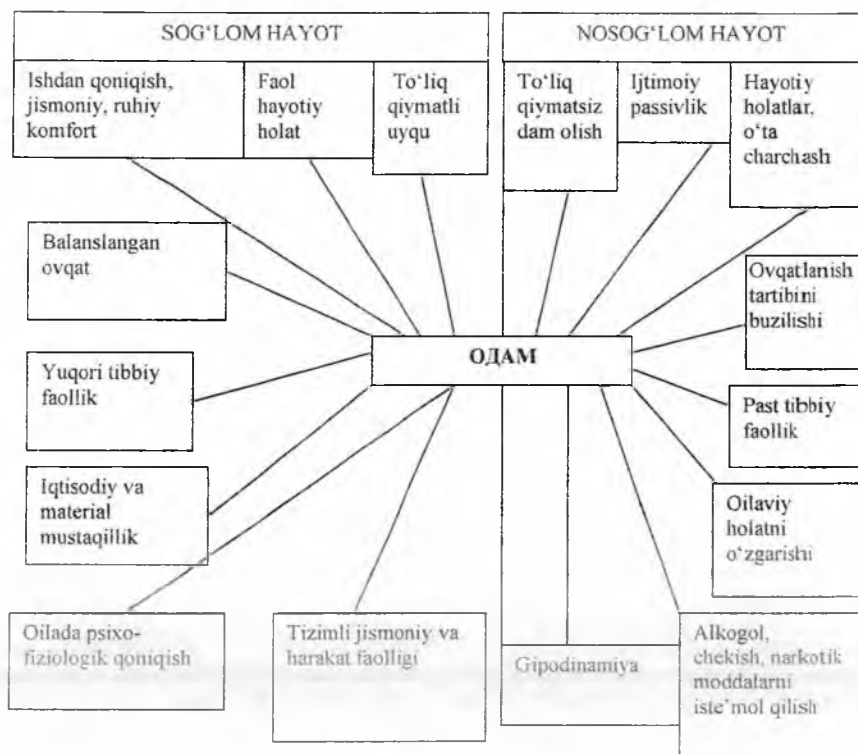 SOG‘LOM HAYOT
NOSOG‘LOM HAYOT
Ishdan qoniqish,
jismoniy, ruhiy
komfort
Faol
hayotiy
holat
To‘liq
qiymatli
uyqu
To‘liq
qiymatsiz
dam olish
Ijtimoiy
passivlik
Hayotiy
holatlar,
o‘ta
charchash
Balanslangan
ovqat
Ovqatlanish
tartibini
buzilishi
ОДАМ
Yuqori tibbiy
faollik
Past tibbiy
faollik
Iqtisodiy va
material
mustaqillik
Oilaviy
holatni
o‘zgarishi
Oilada psixo-
fiziologik qoniqish
Tizimli jismoniy va
harakat faolligi
Gipodinamiya
Alkogol,
chekish, narkotik
moddalarni
iste’mol qilish